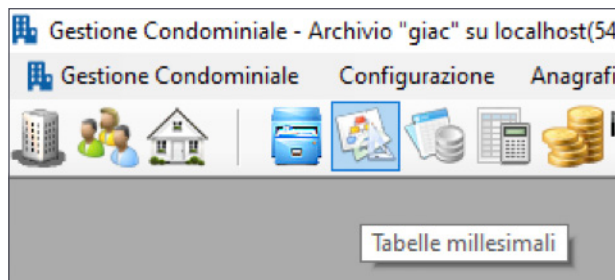 Gestione Condominiale - Archivio "giac" su localhost(54
Gestione Condominiale Configurazione Anagrafi
Tabelle millesimali